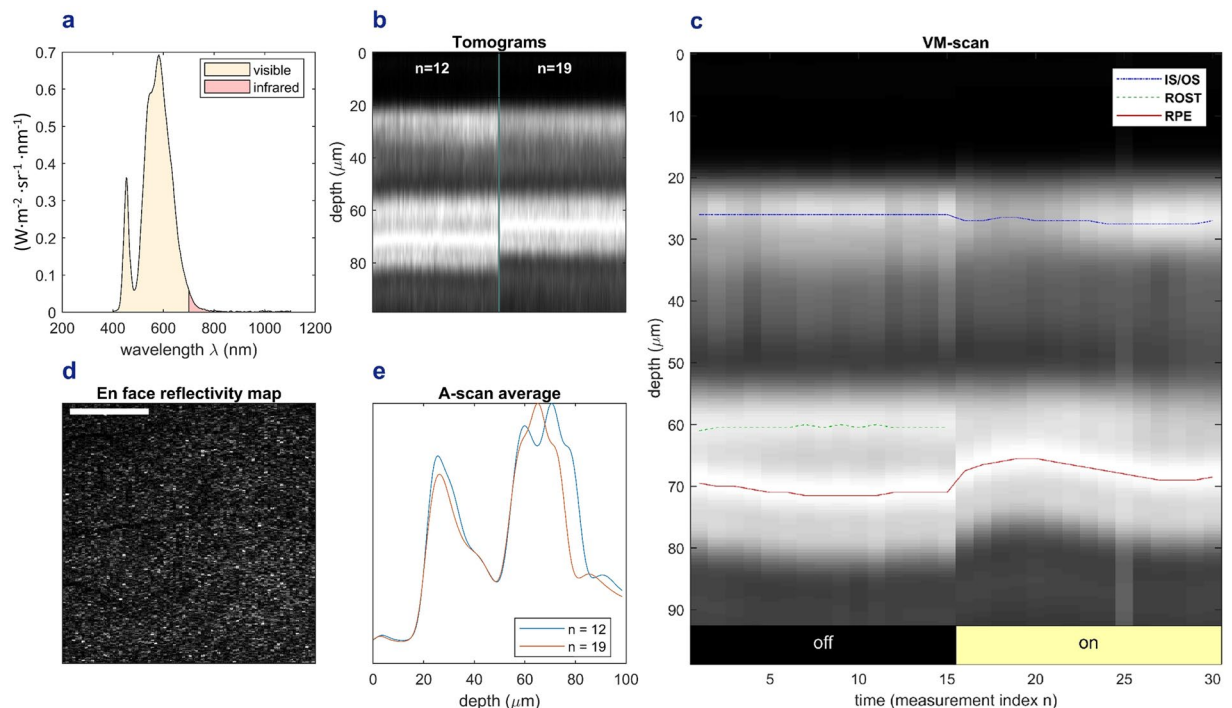 a
0.7
0.6
0.5
0.4
0.3
0.2
0.1
0
200
400
600
800
1000
1200
(W·m⁻²·sr⁻¹·nm⁻¹)
wavelength λ (nm)
visible
infrared
b
Tomograms
n=12
n=19
0
20
40
60
80
depth (μm)
c
VM-scan
IS/OS
ROST
RPE
0
10
20
30
40
50
60
70
80
90
depth (μm)
off
on
5
10
15
20
25
30
time (measurement index n)
d
En face reflectivity map
e
A-scan average
n = 12
n = 19
0
20
40
60
80
100
depth (μm)